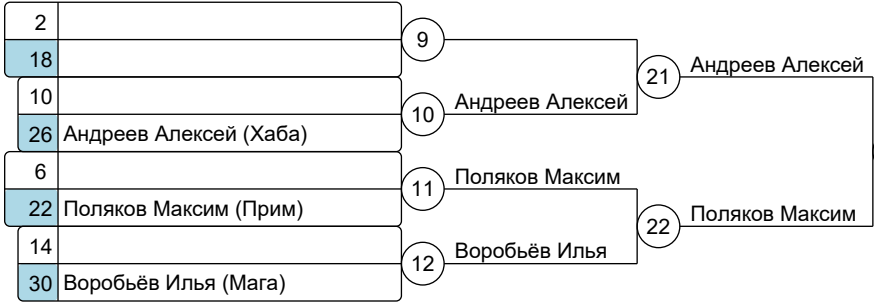 2
9
18
21 Андреев Алексей
10
10 Андреев Алексей
26 Андреев Алексей (Хаба)
6
11 Поляков Максим
22 Поляков Максим (Прим)
22 Поляков Максим
14
12 Воробьёв Илья
30 Воробьёв Илья (Мага)